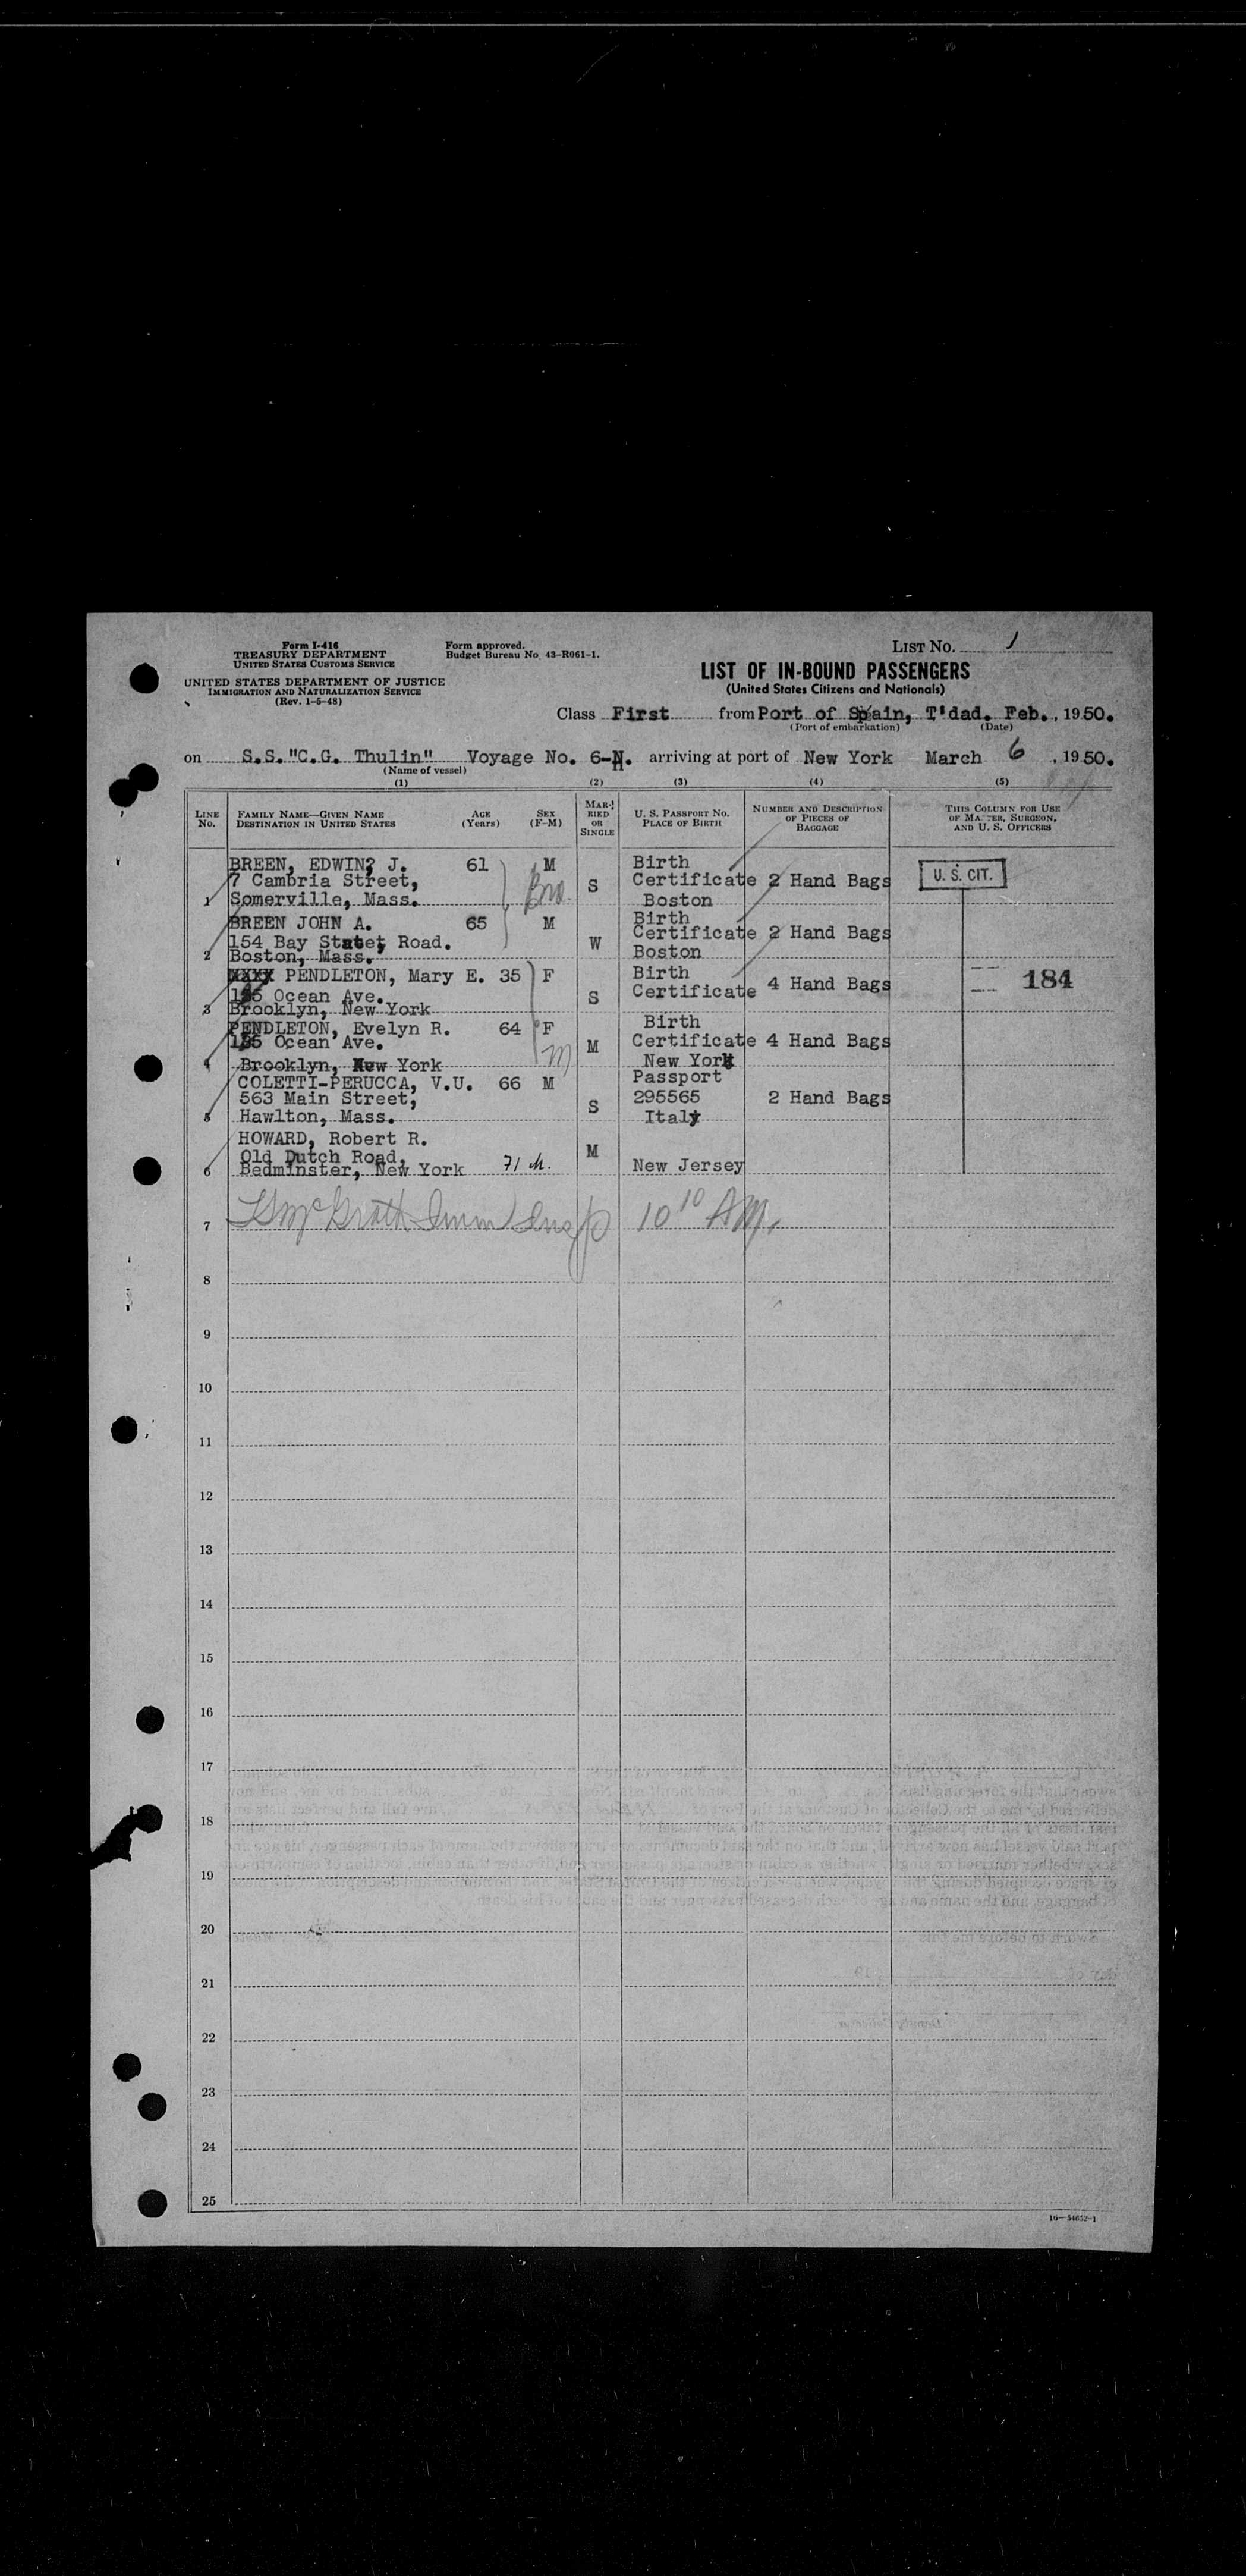 Form I-416
TREASURY DEPARTMENT
UNITED STATES CUSTOMS SERVICE
UNITED STATES DEPARTMENT OF JUSTICE
IMMIGRATION AND NATURALIZATION SERVICE
(Rev. 1-5-48)
Form approved.
Budget Bureau No. 43-R061-1.
LIST NO. 1
LIST OF IN-BOUND PASSENGERS
(United States Citizens and Nationals)
Class First from Port of Spain, T'dad. Feb., 1950.
(Port of embarkation) (Date)
on S.S."C.G. Thulin" Voyage No. 6-N. arriving at port of New York March 6, 1950.
(Name of vessel)
(1) (2) (3) (4) (5)
LINE NO.
FAMILY NAME—GIVEN NAME
DESTINATION IN UNITED STATES
AGE
(Years)
SEX
(F-M)
MARRIED
OR
SINGLE
U. S. PASSPORT NO.
PLACE OF BIRTH
NUMBER AND DESCRIPTION
OF PIECES OF
BAGGAGE
THIS COLUMN FOR USE
OF MASTER, SURGEON,
AND U. S. OFFICERS
BREEN, EDWIN, J. 61 M Birth
7 Cambria Street, S Certificate 2 Hand Bags U. S. CIT.
1 Somerville, Mass. Boston
BREEN JOHN A. 65 M Birth
154 Bay State, Road. W Certificate 2 Hand Bags
2 Boston, Mass. Boston
XXXX PENDLETON, Mary E. 35 F Birth
Ocean Ave. S Certificate 4 Hand Bags 184
3 Brooklyn, New York
PENDLETON, Evelyn R. 64 F Birth
Ocean Ave. M Certificate 4 Hand Bags
4 Brooklyn, New York m New York
COLETTI-PERUCCA, V.U. 66 M Passport
563 Main Street, S 295565 2 Hand Bags
5 Hawlton, Mass. Italy
HOWARD, Robert R. M
Old Dutch Road,
6 Bedminster, New York 71 M. New Jersey
7 McGrath Imm Insp 10 10 AM.
8
9
10
11
12
13
14
15
16
17
18
19
20
21
22
23
24
25
16—54652-1